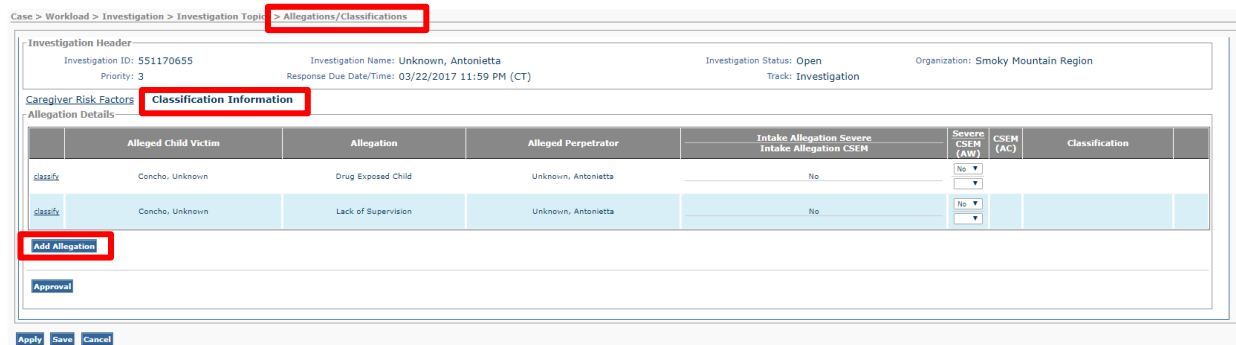 Case > Workload > Investigation > Investigation Topics > Allegations/Classifications
Investigation Header
Investigation ID: 551170655 Investigation Name: Unknown, Antonietta Investigation Status: Open Organization: Smoky Mountain Region
Priority: 3 Response Due Date/Time: 03/22/2017 11:59 PM (CT) Track: Investigation
Caregiver Risk Factors Classification Information
Allegation Details
Alleged Child Victim Allegation Alleged Perpetrator Intake Allegation Severe Intake Allegation CSEM Severe CSEM (AW) CSEM (AC) Classification
classify Concho, Unknown Drug Exposed Child Unknown, Antonietta No No
classify Concho, Unknown Lack of Supervision Unknown, Antonietta No No
Add Allegation
Approval
Apply Save Cancel